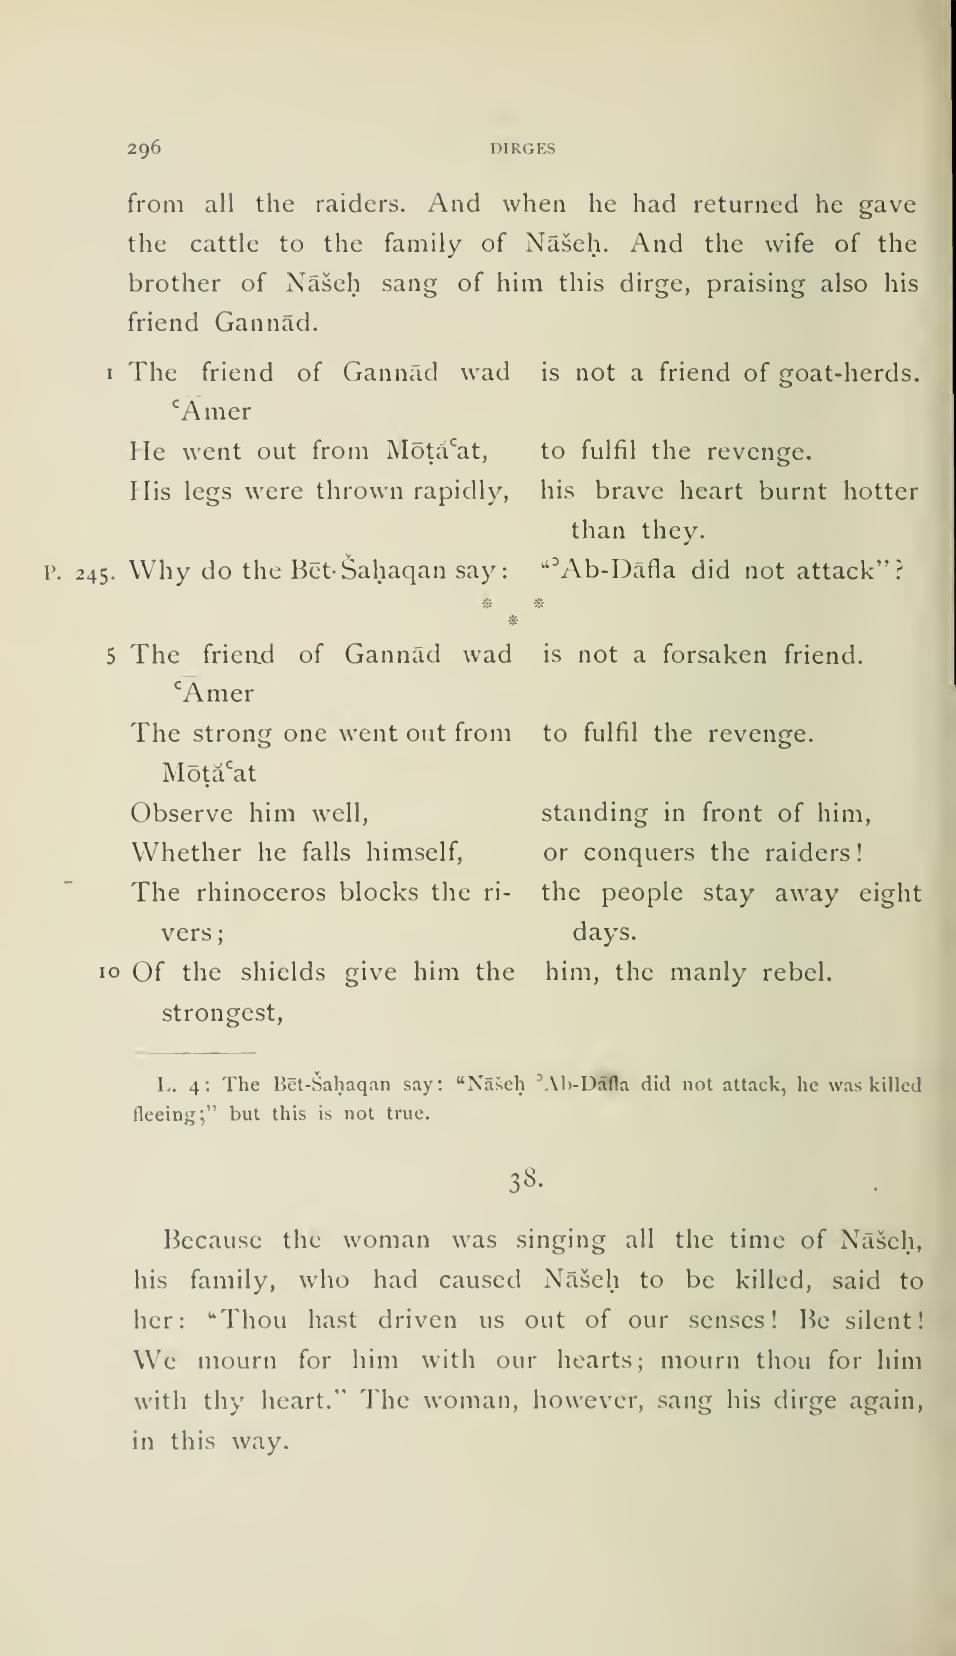 296 DIRGES
from all the raiders. And when he had returned he gave
the cattle to the family of Nāšeḥ. And the wife of the
brother of Nāšeḥ sang of him this dirge, praising also his
friend Gannād.
1 The friend of Gannād wad is not a friend of goat-herds.
ʿĀmer
He went out from Mōṭāʿat, to fulfil the revenge.
His legs were thrown rapidly, his brave heart burnt hotter
than they.
P. 245. Why do the Bēt-Šaḥaqan say: “ʾAb-Dāfla did not attack”?
* *
*
5 The friend of Gannād wad is not a forsaken friend.
ʿĀmer
The strong one went out from to fulfil the revenge.
Mōṭāʿat
Observe him well, standing in front of him,
Whether he falls himself, or conquers the raiders!
The rhinoceros blocks the ri- the people stay away eight
vers; days.
10 Of the shields give him the him, the manly rebel.
strongest,
L. 4: The Bēt-Šaḥaqan say: “Nāšeḥ ʾAb-Dāfla did not attack, he was killed
fleeing;” but this is not true.
38.
Because the woman was singing all the time of Nāšeḥ,
his family, who had caused Nāšeḥ to be killed, said to
her: “Thou hast driven us out of our senses! Be silent!
We mourn for him with our hearts; mourn thou for him
with thy heart.” The woman, however, sang his dirge again,
in this way.